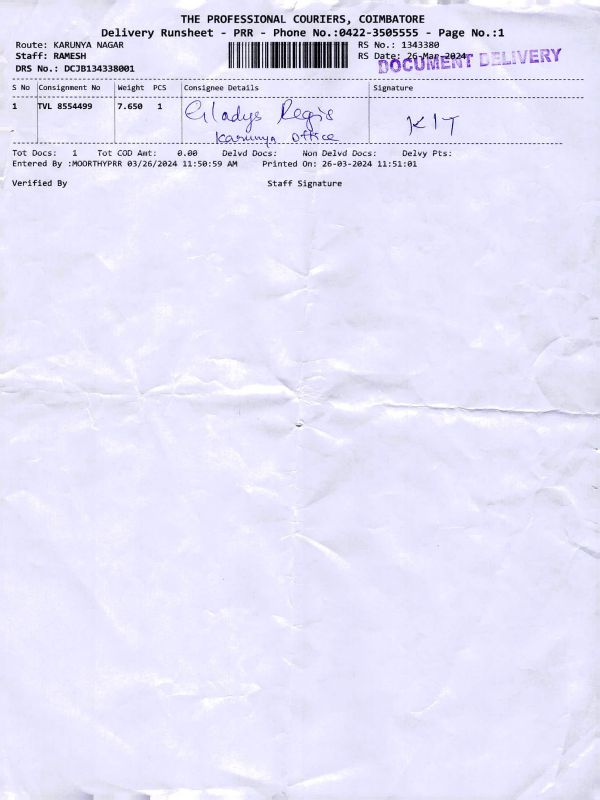 THE PROFESSIONAL COURIERS, COIMBATORE
Delivery Runsheet - PRR - Phone No.:0422-3505555 - Page No.:1
Route: KARUNYA NAGAR RS No.: 1343380
Staff: RAMESH RS Date: 26-Mar-2024
DOCUMENT DELIVERY
DRS No.: DCJB134338001
S No Consignment No Weight PCS Consignee Details Signature
1 TVL 8554499 7.650 1 Gladys Regis KIT
Karunya office
Tot Docs: 1 Tot COD Amt: 0.00 Delvd Docs: Non Delvd Docs: Delvy Pts:
Entered By :MOORTHYPRR 03/26/2024 11:50:59 AM Printed On: 26-03-2024 11:51:01
Verified By Staff Signature